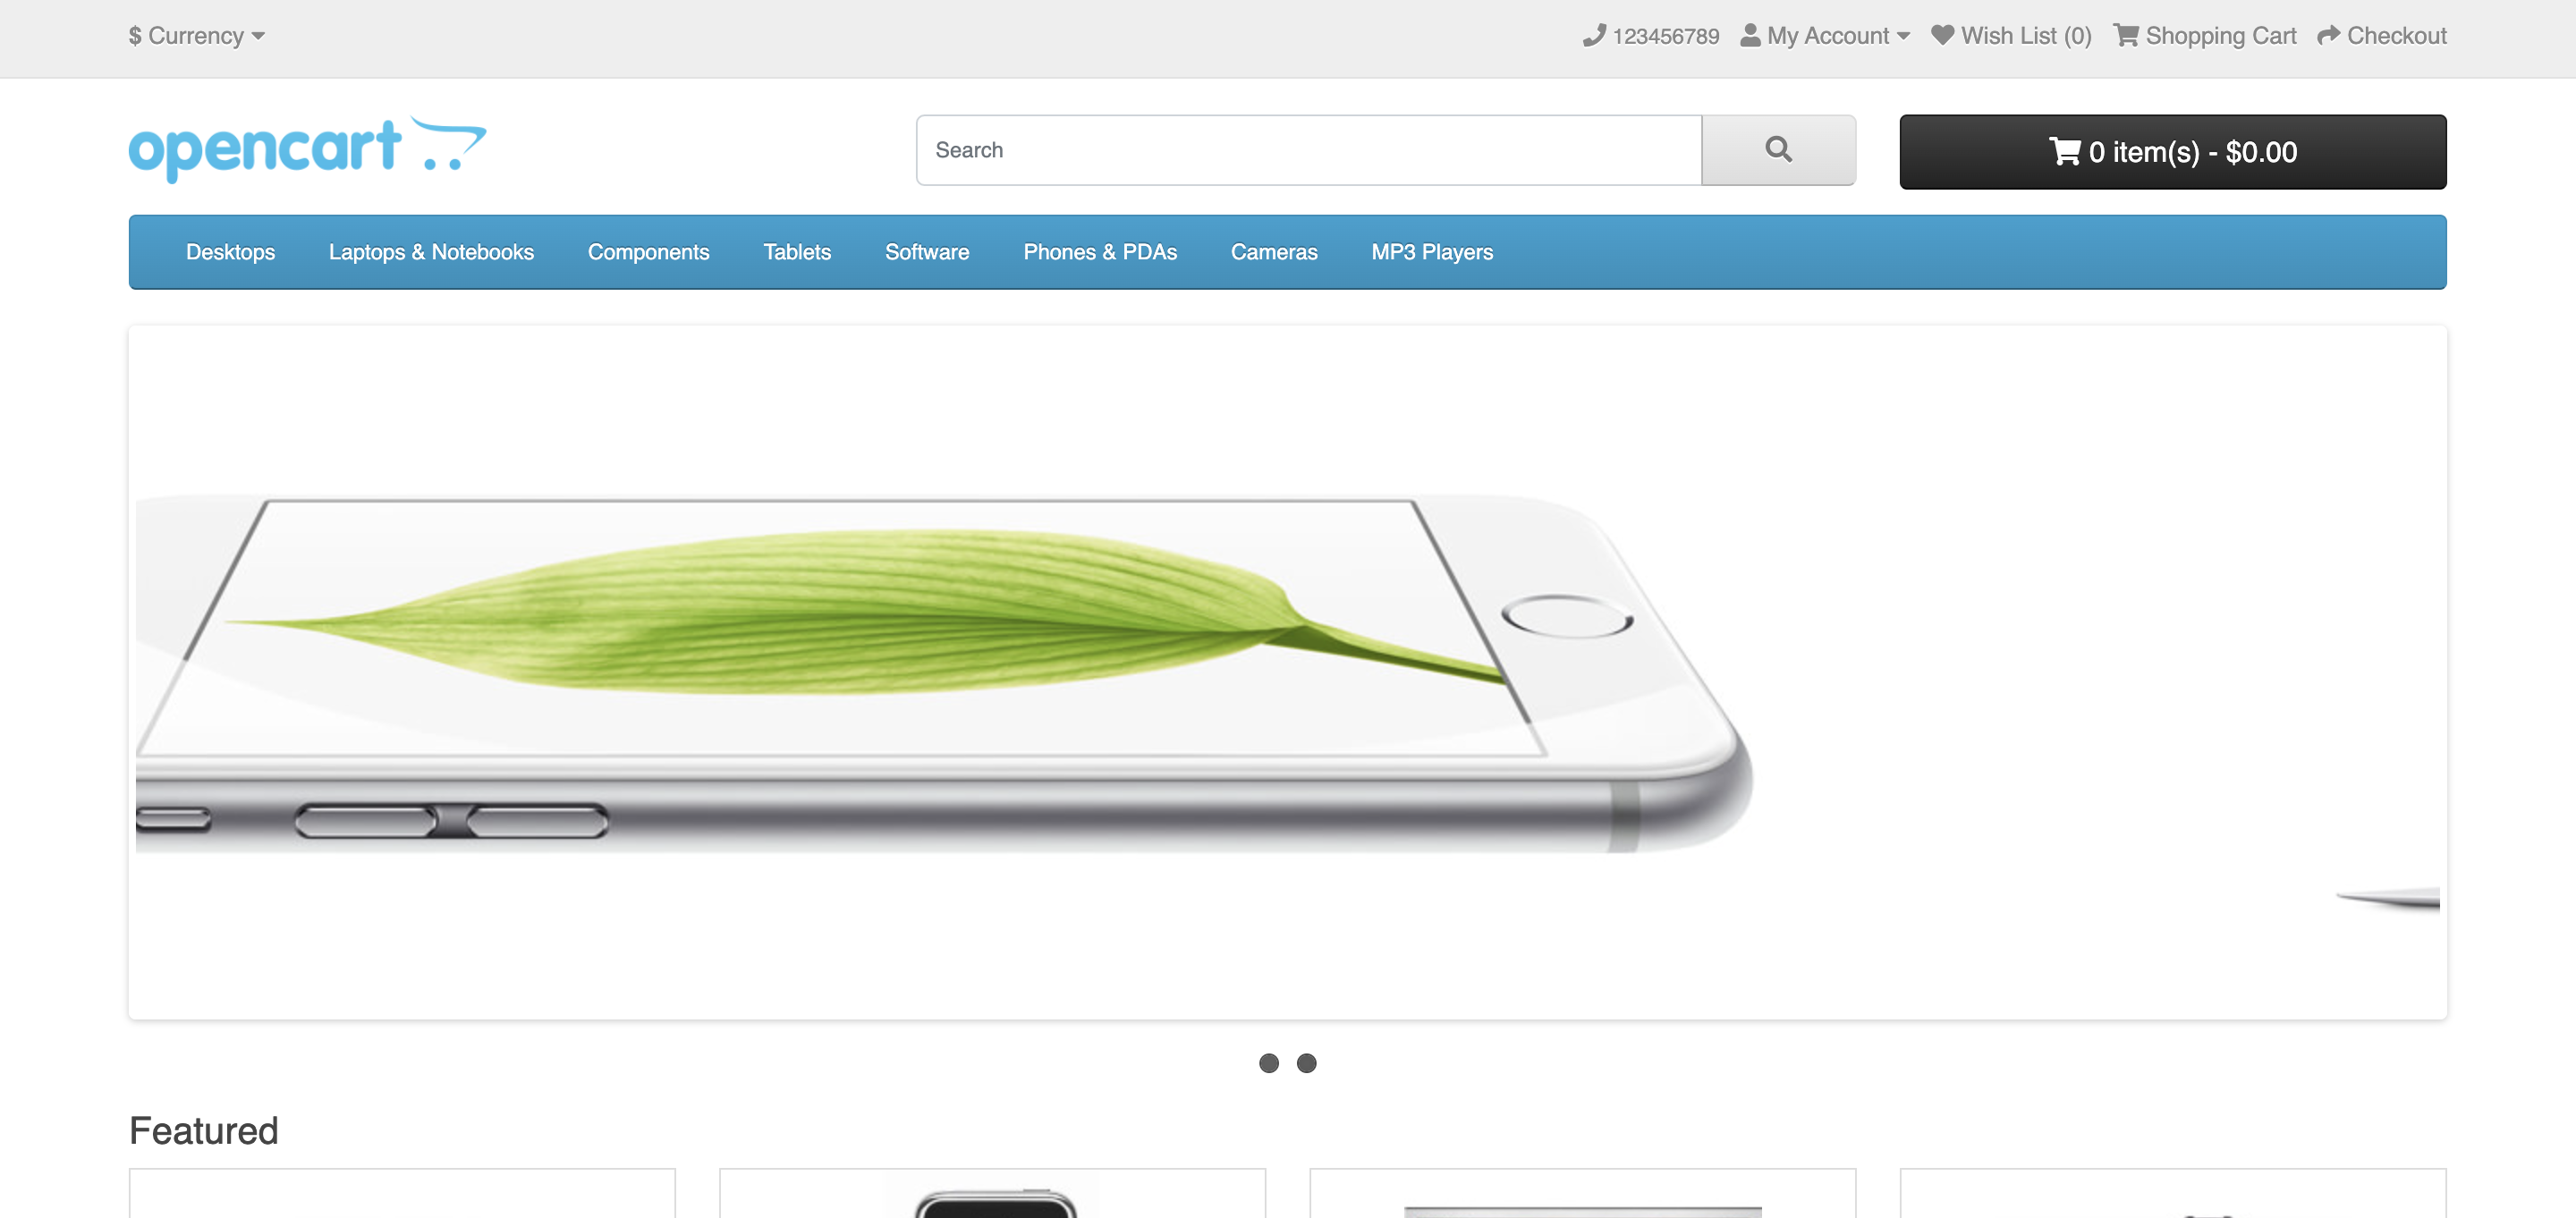 $ Currency
123456789 My Account Wish List (0) Shopping Cart Checkout
opencart
Search
0 item(s) - $0.00
Desktops Laptops & Notebooks Components Tablets Software Phones & PDAs Cameras MP3 Players
Featured